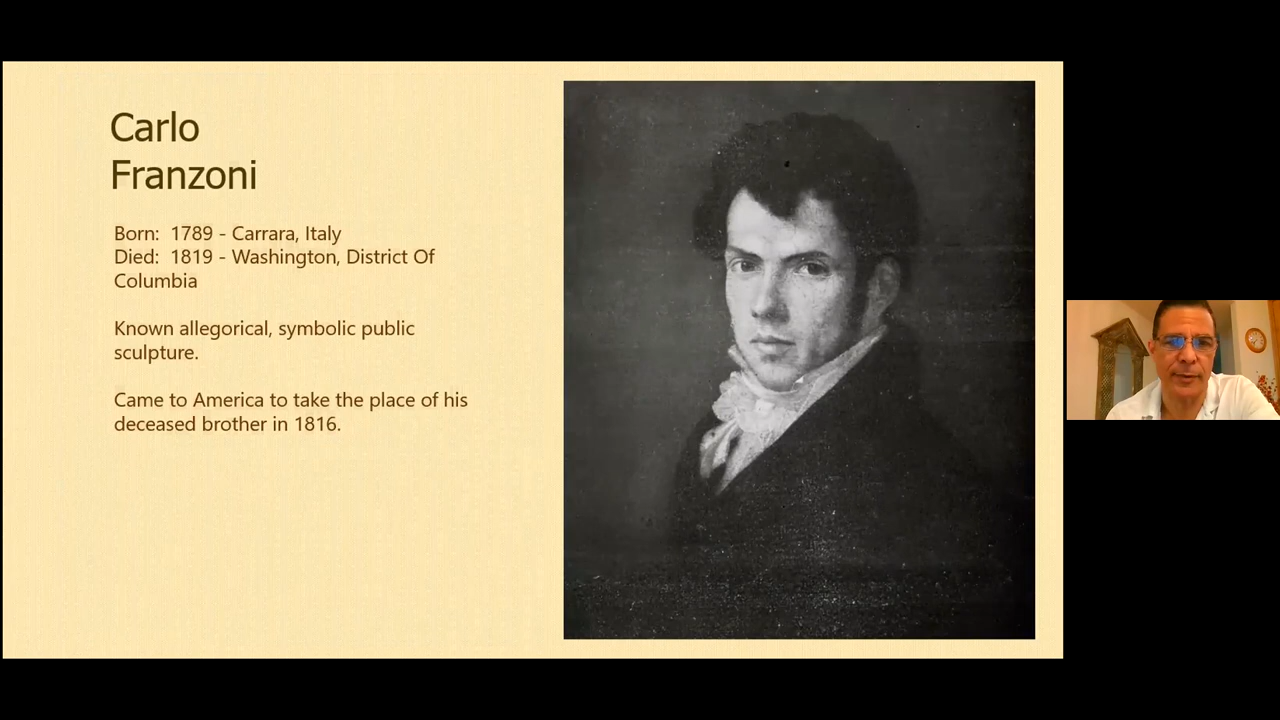 Carlo
Franzoni
Born:  1789 - Carrara, Italy
Died:  1819 - Washington, District Of
Columbia
Known allegorical, symbolic public
sculpture.
Came to America to take the place of his
deceased brother in 1816.